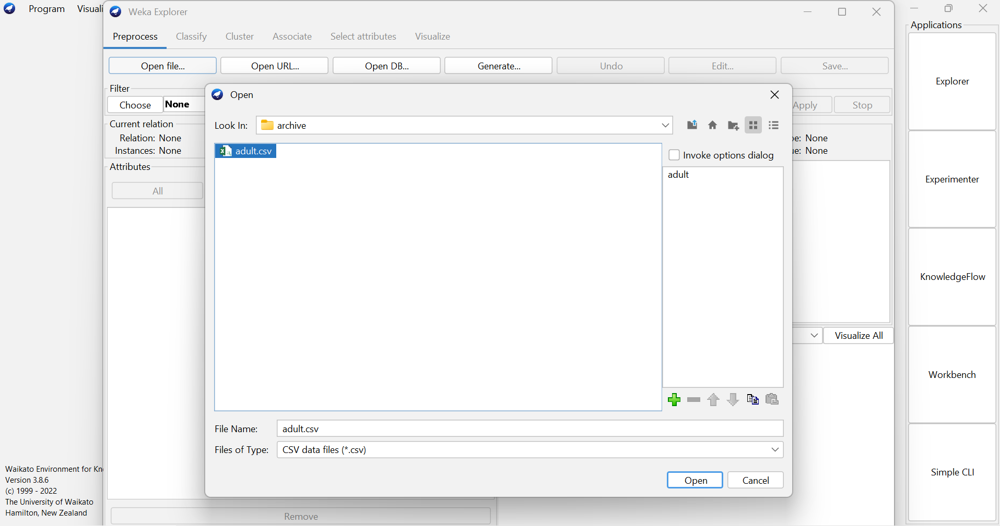 Program Visuali
Weka Explorer
Preprocess Classify Cluster Associate Select attributes Visualize
Open file... Open URL... Open DB... Generate... Undo Edit... Save...
Filter
Choose None
Apply Stop
Current relation
Relation: None
Instances: None
Attributes
All
Remove
Open
Look In: archive
adult.csv
Invoke options dialog
adult
File Name: adult.csv
Files of Type: CSV data files (*.csv)
Open Cancel
pe: None
ue: None
Visualize All
Applications
Explorer
Experimenter
KnowledgeFlow
Workbench
Simple CLI
Waikato Environment for Kn
Version 3.8.6
(c) 1999 - 2022
The University of Waikato
Hamilton, New Zealand